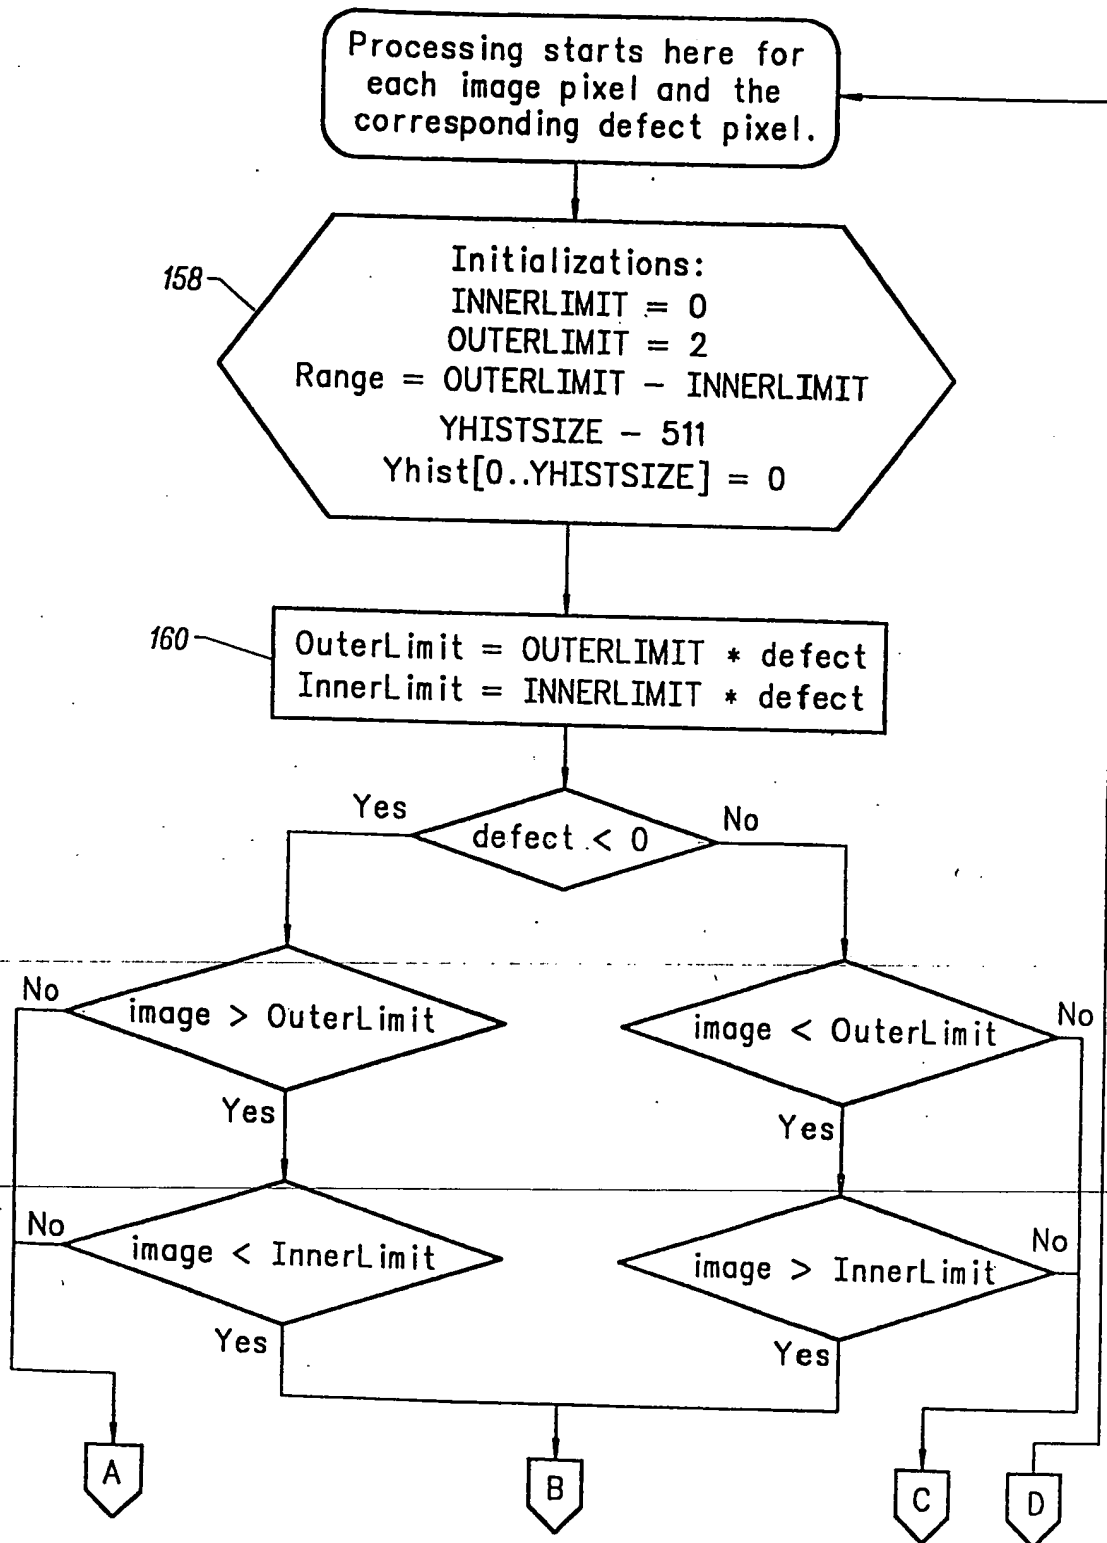 Processing starts here for
each image pixel and the
corresponding defect pixel.
158
Initializations:
INNERLIMIT = 0
OUTERLIMIT = 2
Range = OUTERLIMIT - INNERLIMIT
YHISTSIZE - 511
Yhist[0..YHISTSIZE] = 0
160
OuterLimit = OUTERLIMIT * defect
InnerLimit = INNERLIMIT * defect
Yes
defect < 0
No
No
image > OuterLimit
Yes
image < OuterLimit
No
Yes
No
image < InnerLimit
Yes
image > InnerLimit
No
Yes
A
B
C
D